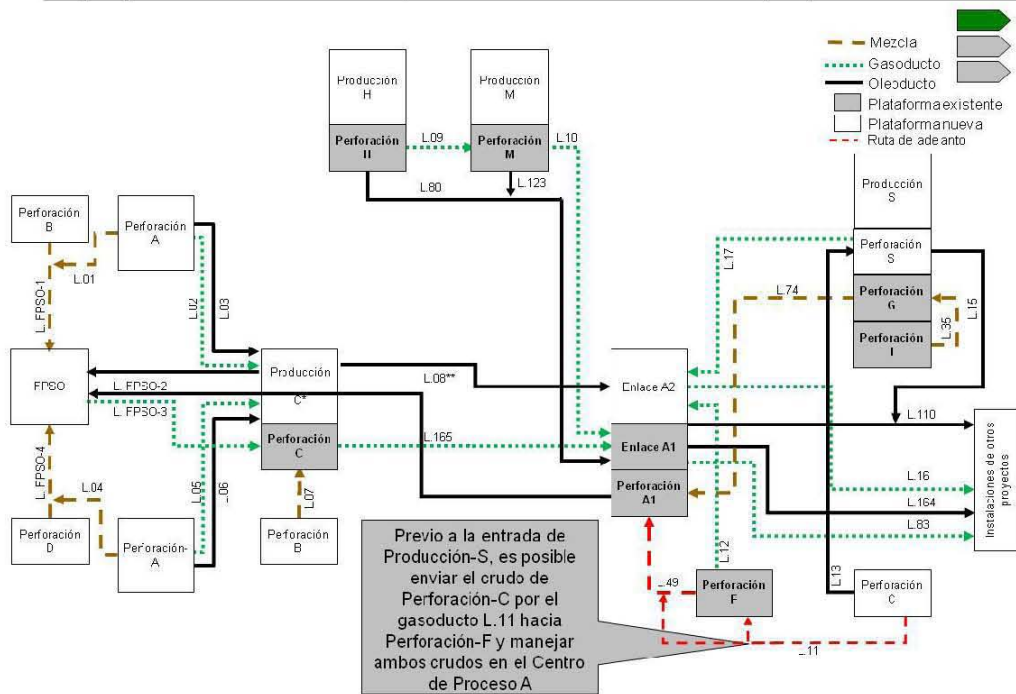 Mezcla
Gasoducto
Oleoducto
Plataforma existente
Plataforma nueva
Ruta de adelanto
Producción
H
Perforación
H
Producción
M
Perforación
M
L.09
L.10
L.80
L.123
Producción
S
Perforación
S
Perforación
G
Perforación
I
L.17
L.74
L.35
L.15
Perforación
B
Perforación
A
L.01
L.FPSO-1
L.02
L.03
FPSO
L.FPSO-2
L.FPSO-3
L.FPSO-4
L.04
L.05
L.06
Perforación
D
Perforación-
A
Producción
C*
Perforación
C
L.07
Perforación
B
L.08**
L.165
Enlace A2
Enlace A1
Perforación
A1
L.110
L.16
L.164
L.83
Instalaciones de otros
proyectos
L.12
L.13
L.49
Perforación
F
Perforación
C
L.11
Previo a la entrada de
Producción-S, es posible
enviar el crudo de
Perforación-C por el
gasoducto L.11 hacia
Perforación-F y manejar
ambos crudos en el Centro
de Proceso A